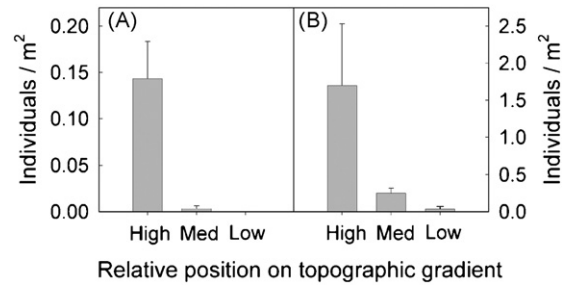 (A)
(B)
Individuals / m²
0.20
0.15
0.10
0.05
0.00
2.5
2.0
1.5
1.0
0.5
0.0
Individuals / m²
High Med Low High Med Low
Relative position on topographic gradient